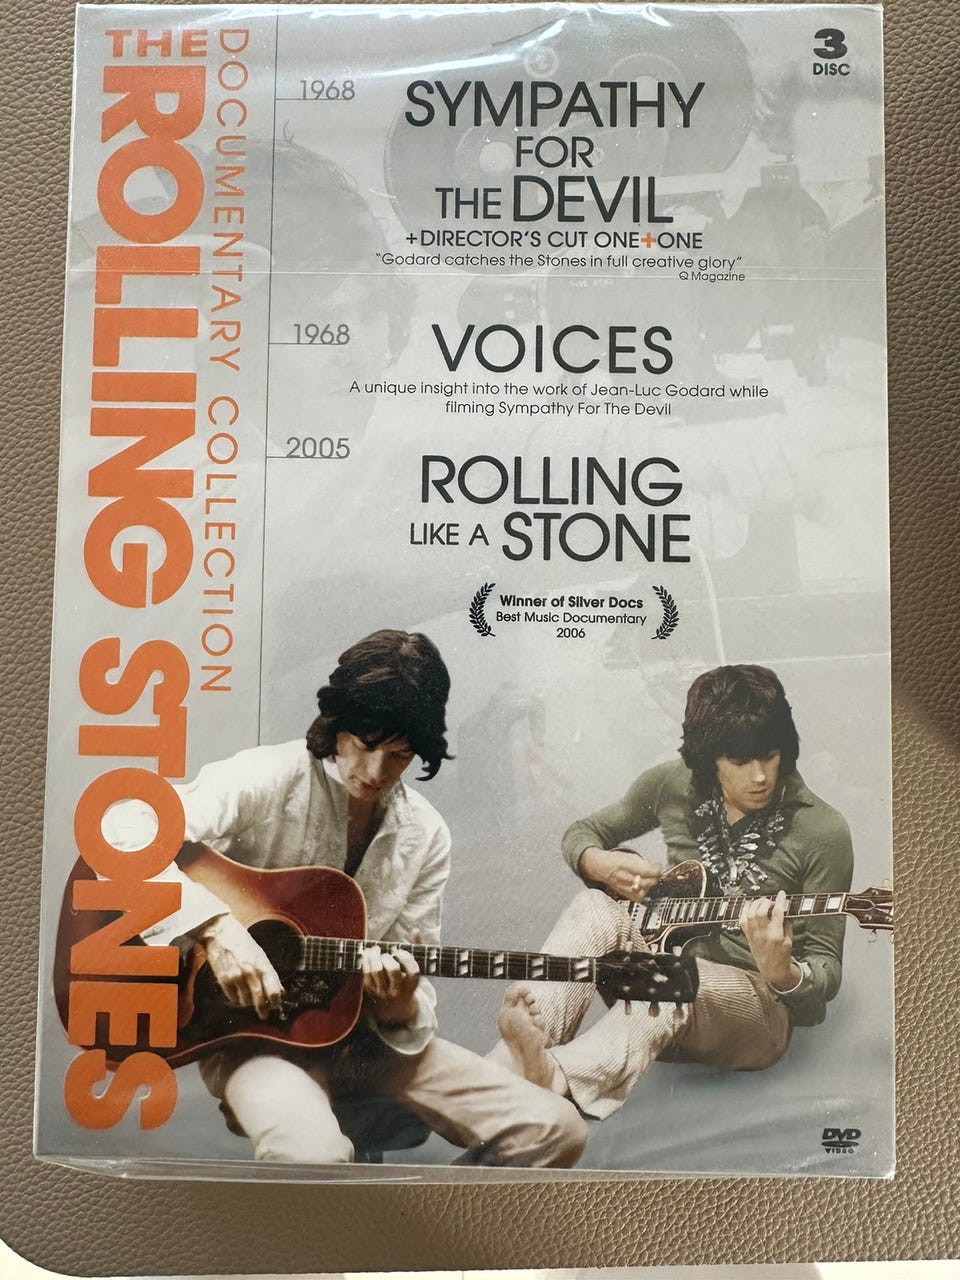 THE
ROLLING STONES
DOCUMENTARY COLLECTION
3
DISC
1968
SYMPATHY
FOR
THE DEVIL
+DIRECTOR'S CUT ONE+ONE
"Godard catches the Stones in full creative glory"
Q Magazine
1968
VOICES
A unique insight into the work of Jean-Luc Godard while
filming Sympathy For The Devil
2005
ROLLING
LIKE A STONE
Winner of Silver Docs
Best Music Documentary
2006
DVD
VIDEO